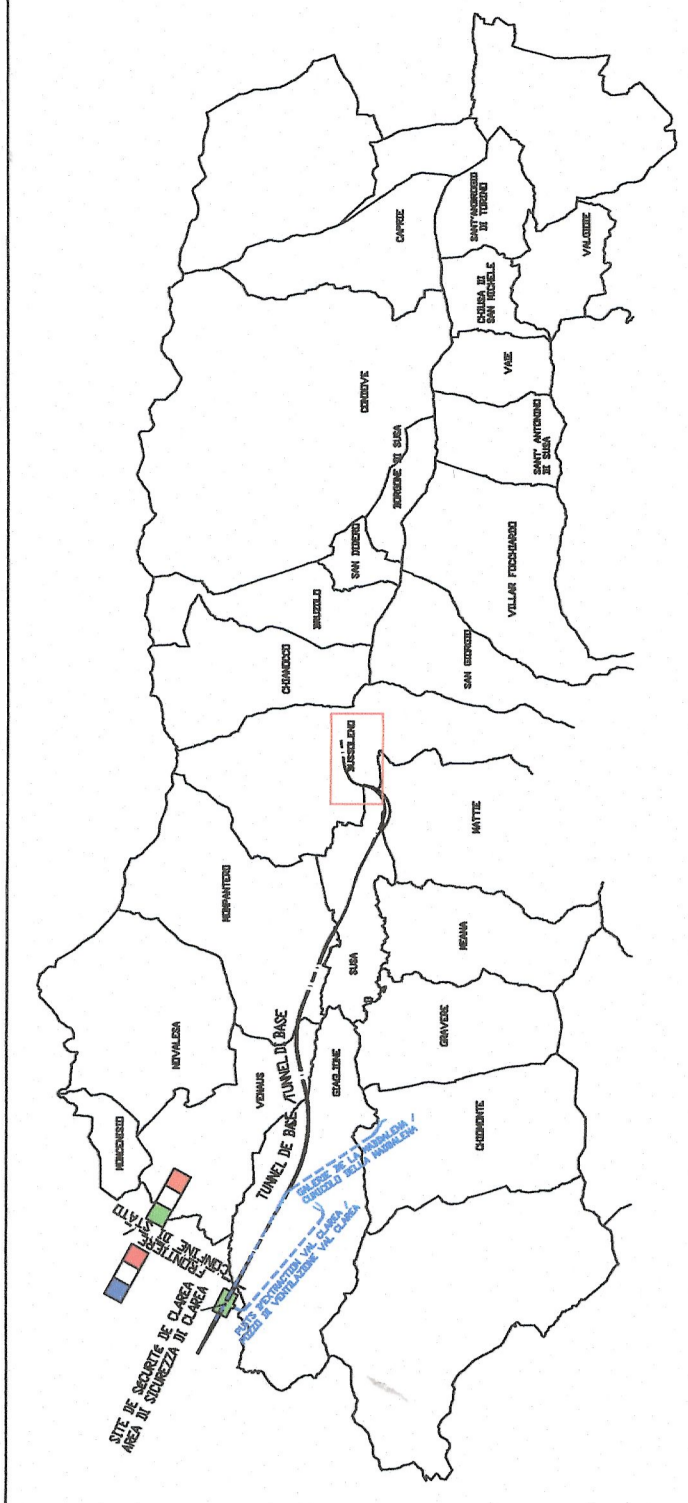 SITE DE SECURITÉ DE CLAREA
AREA DI SICUREZZA DI CLAREA
FRONTIERE
CONFINE DI STATO
MONCENISIO
NOVALESA
VENAUS
MOMPANTERO
TUNNEL DE BASE / TUNNEL DI BASE
GIAGLIONE
PUITS D'EXTRACTION VAL CLAREA
POZZO DI VENTILAZIONE VAL CLAREA
GALERIE DE LA MADDALENA
CUNICOLO DELLA MADDALENA
CHIOMONTE
GRAVERE
SUSA
MEANA
MATTIE
BUSSOLENO
CHIANOCCO
BRUZOLO
SAN DIDERO
BORGONE DI SUSA
SAN GIORGIO
VILLAR FOCCHIARDO
CONDOVE
SANT' ANTONINO
DI SUSA
VAIE
CAPRIE
CHIUSA DI
SAN MICHELE
SANT'AMBROGIO
DI TORINO
VALGIOIE